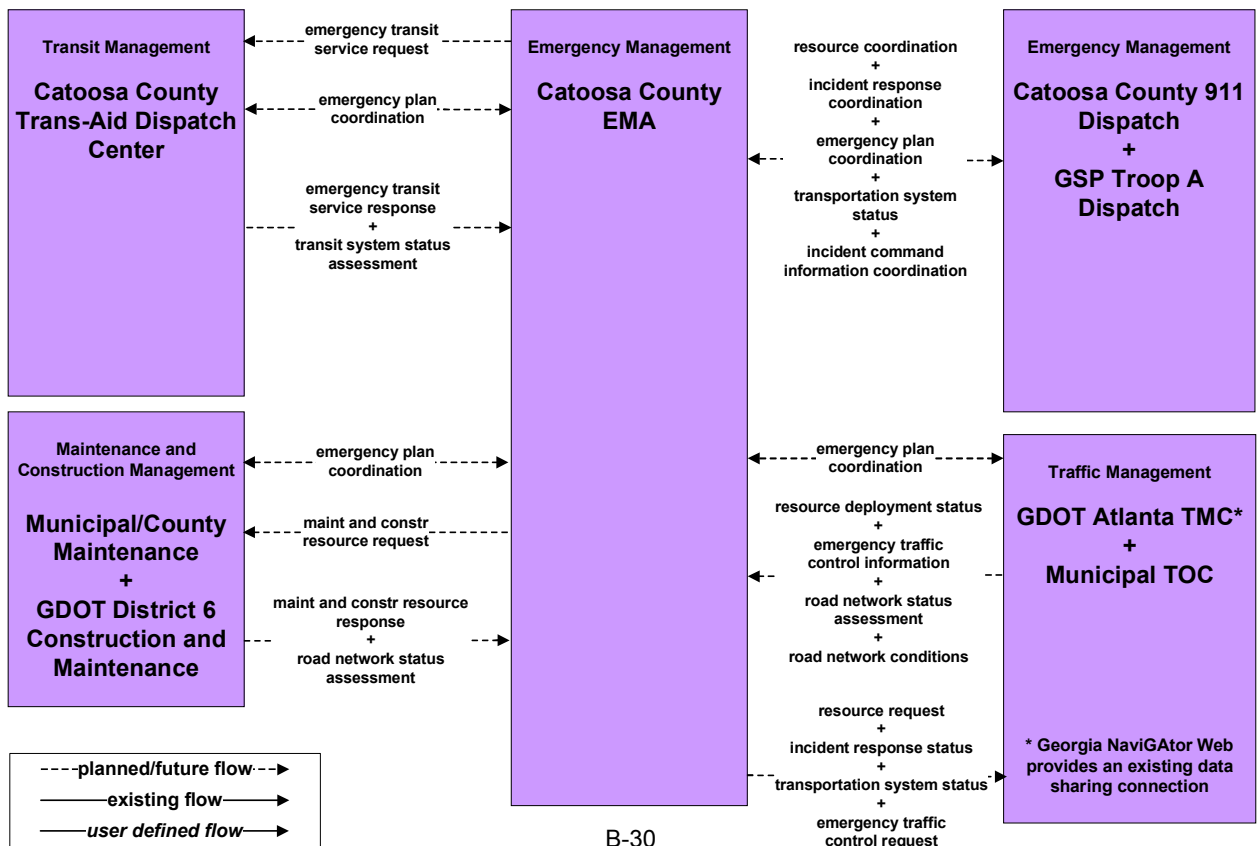 Transit Management
Catoosa County
Trans-Aid Dispatch
Center
emergency transit
service request
emergency plan
coordination
emergency transit
service response
+
transit system status
assessment
Emergency Management
Catoosa County
EMA
resource coordination
+
incident response
coordination
+
emergency plan
coordination
+
transportation system
status
+
incident command
information coordination
Emergency Management
Catoosa County 911
Dispatch
+
GSP Troop A
Dispatch
Maintenance and
Construction Management
Municipal/County
Maintenance
+
GDOT District 6
Construction and
Maintenance
emergency plan
coordination
maint and constr
resource request
maint and constr resource
response
+
road network status
assessment
emergency plan
coordination
resource deployment status
+
emergency traffic
control information
+
road network status
assessment
+
road network conditions
resource request
+
incident response status
+
transportation system status
+
emergency traffic
control request
Traffic Management
GDOT Atlanta TMC*
+
Municipal TOC
* Georgia NaviGAtor Web
provides an existing data
sharing connection
planned/future flow
existing flow
user defined flow
B-30